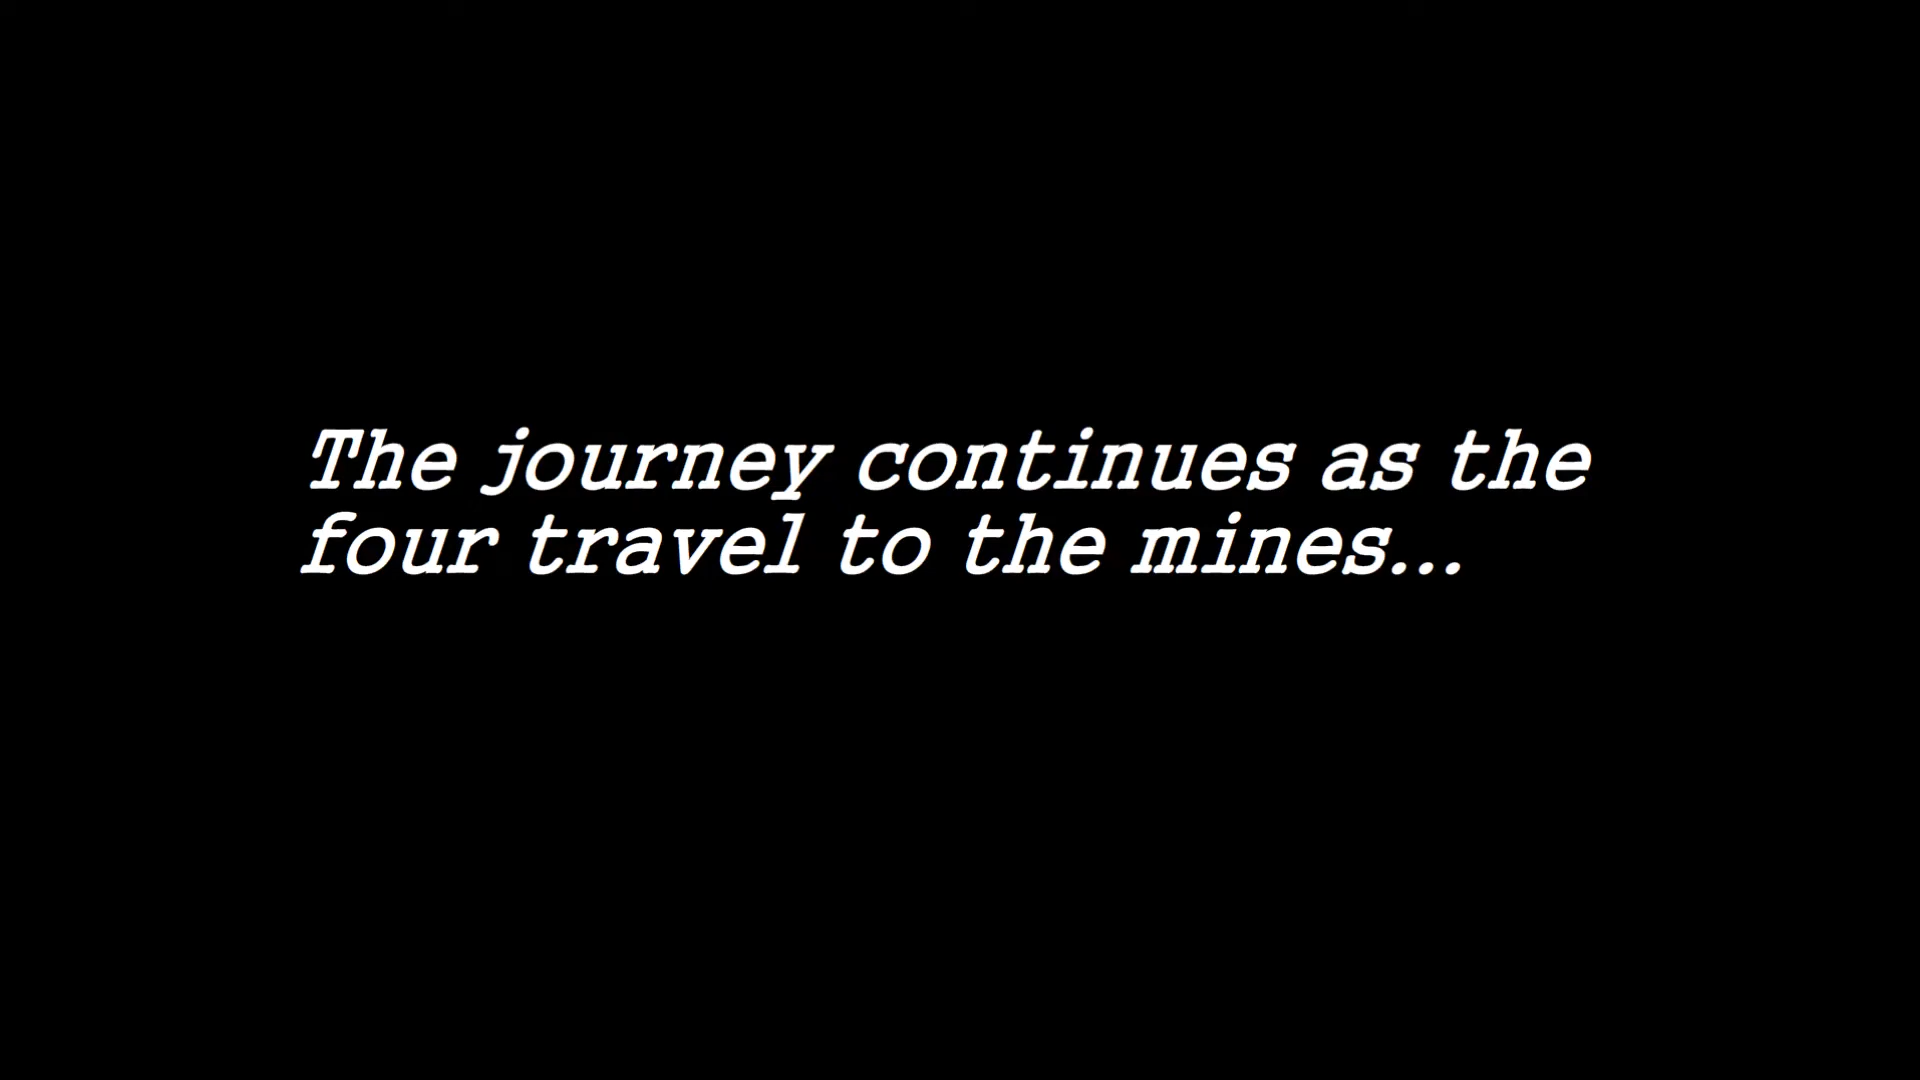 The journey continues as the
four travel to the mines...